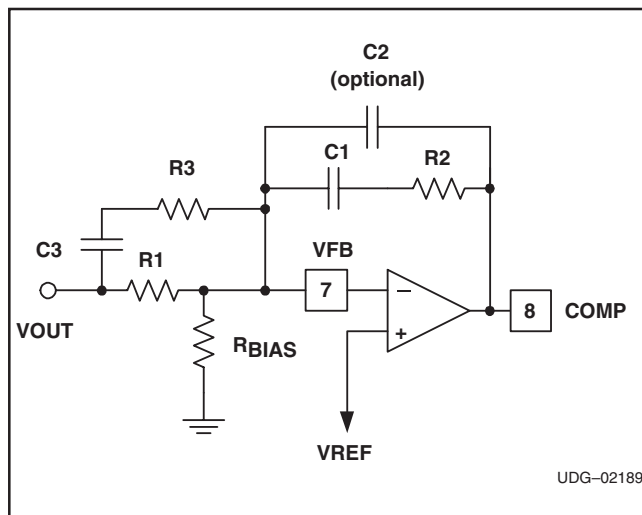 C2
(optional)
C1
R2
R3
C3
R1
VFB
7
8
COMP
VOUT
−
+
RBIAS
VREF
UDG–02189